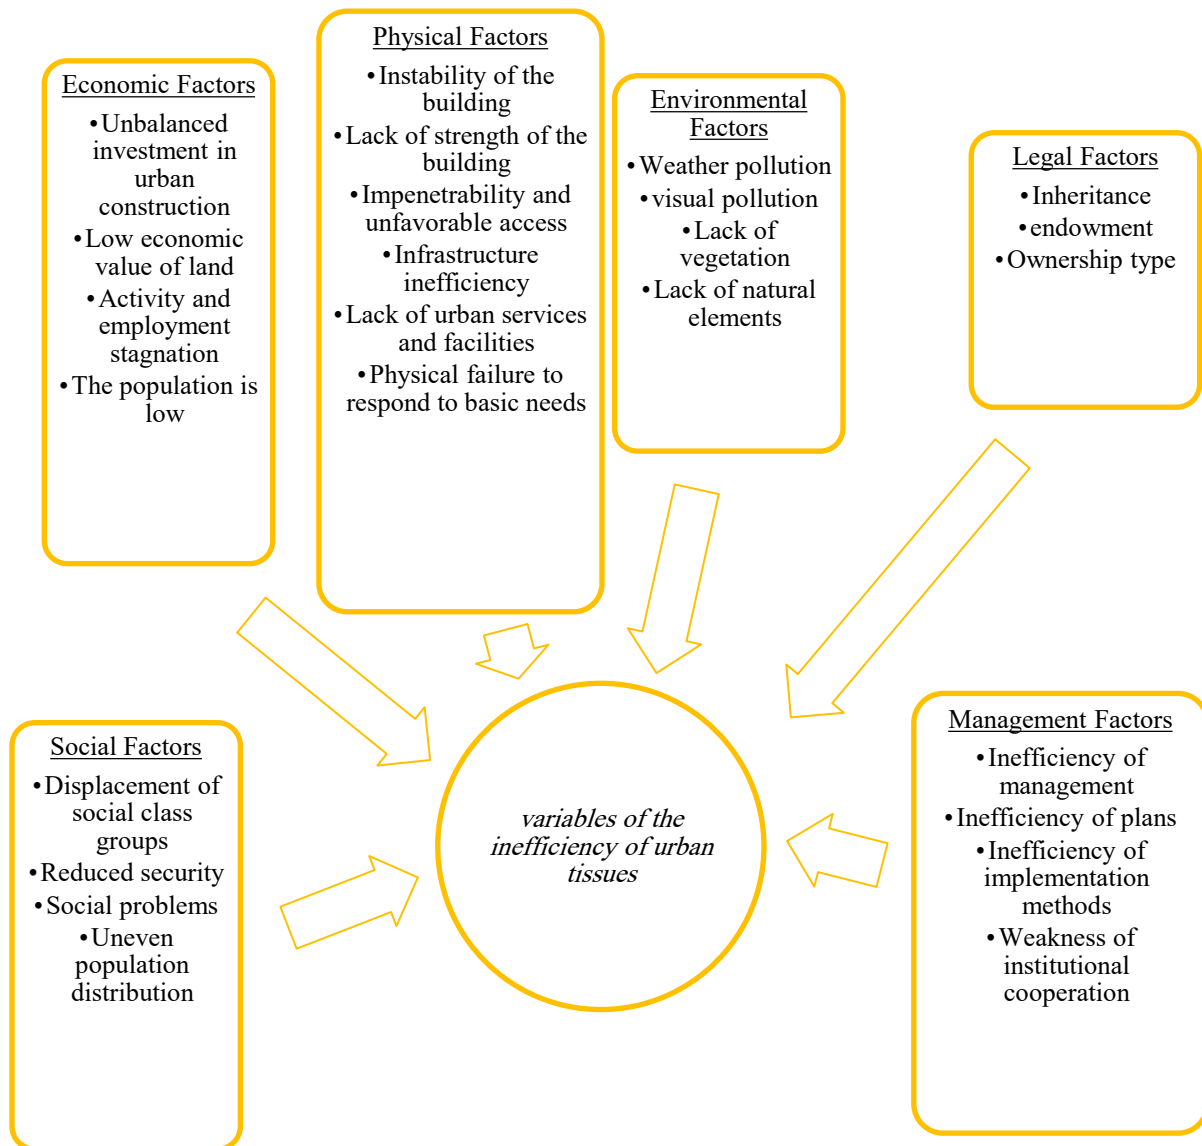 Physical Factors
•Instability of the
building
•Lack of strength of the
building
•Impenetrability and
unfavorable access
•Infrastructure
inefficiency
•Lack of urban services
and facilities
•Physical failure to
respond to basic needs
Economic Factors
•Unbalanced
investment in
urban
construction
•Low economic
value of land
•Activity and
employment
stagnation
•The population is
low
Environmental
Factors
•Weather pollution
•visual pollution
•Lack of
vegetation
•Lack of natural
elements
Legal Factors
•Inheritance
•endowment
•Ownership type
Social Factors
•Displacement of
social class
groups
•Reduced security
•Social problems
•Uneven
population
distribution
variables of the
inefficiency of urban
tissues
Management Factors
•Inefficiency of
management
•Inefficiency of plans
•Inefficiency of
implementation
methods
•Weakness of
institutional
cooperation